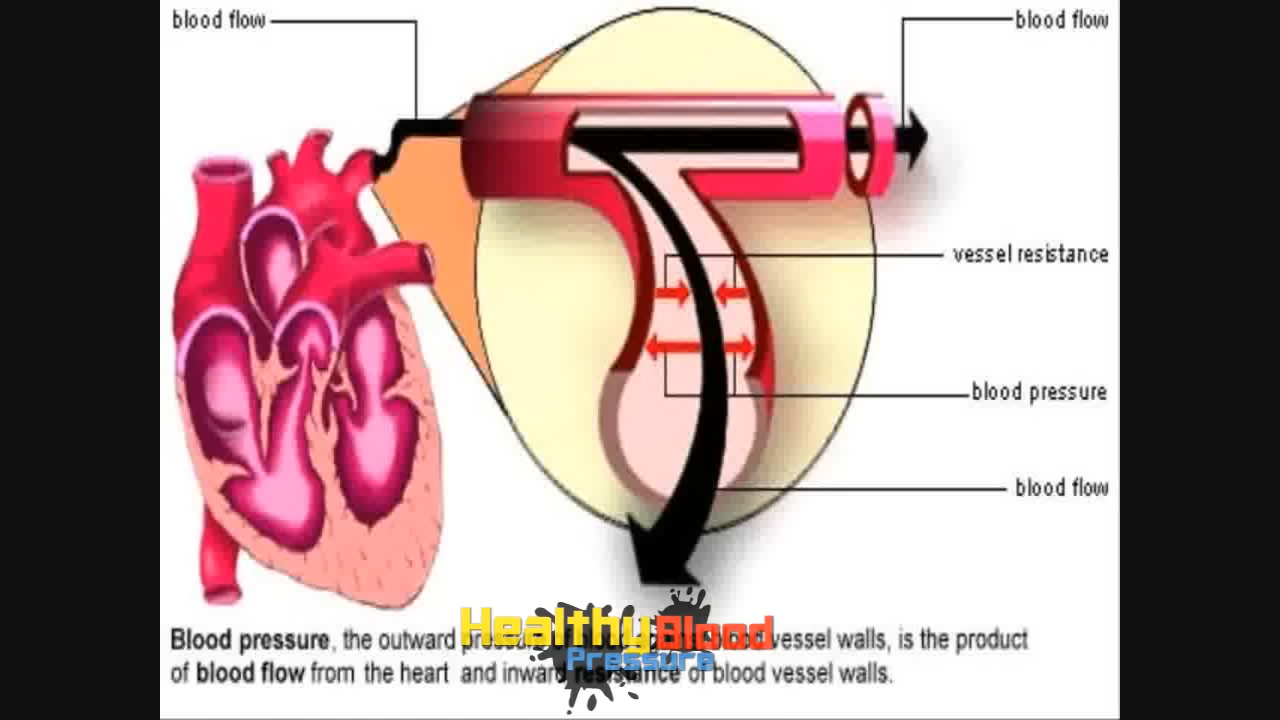 blood flow
blood flow
vessel resistance
blood pressure
blood flow
Healthy Blood
Pressure
Blood pressure, the outward vessel walls, is the product
of blood flow from the heart and inward resistance of blood vessel walls.